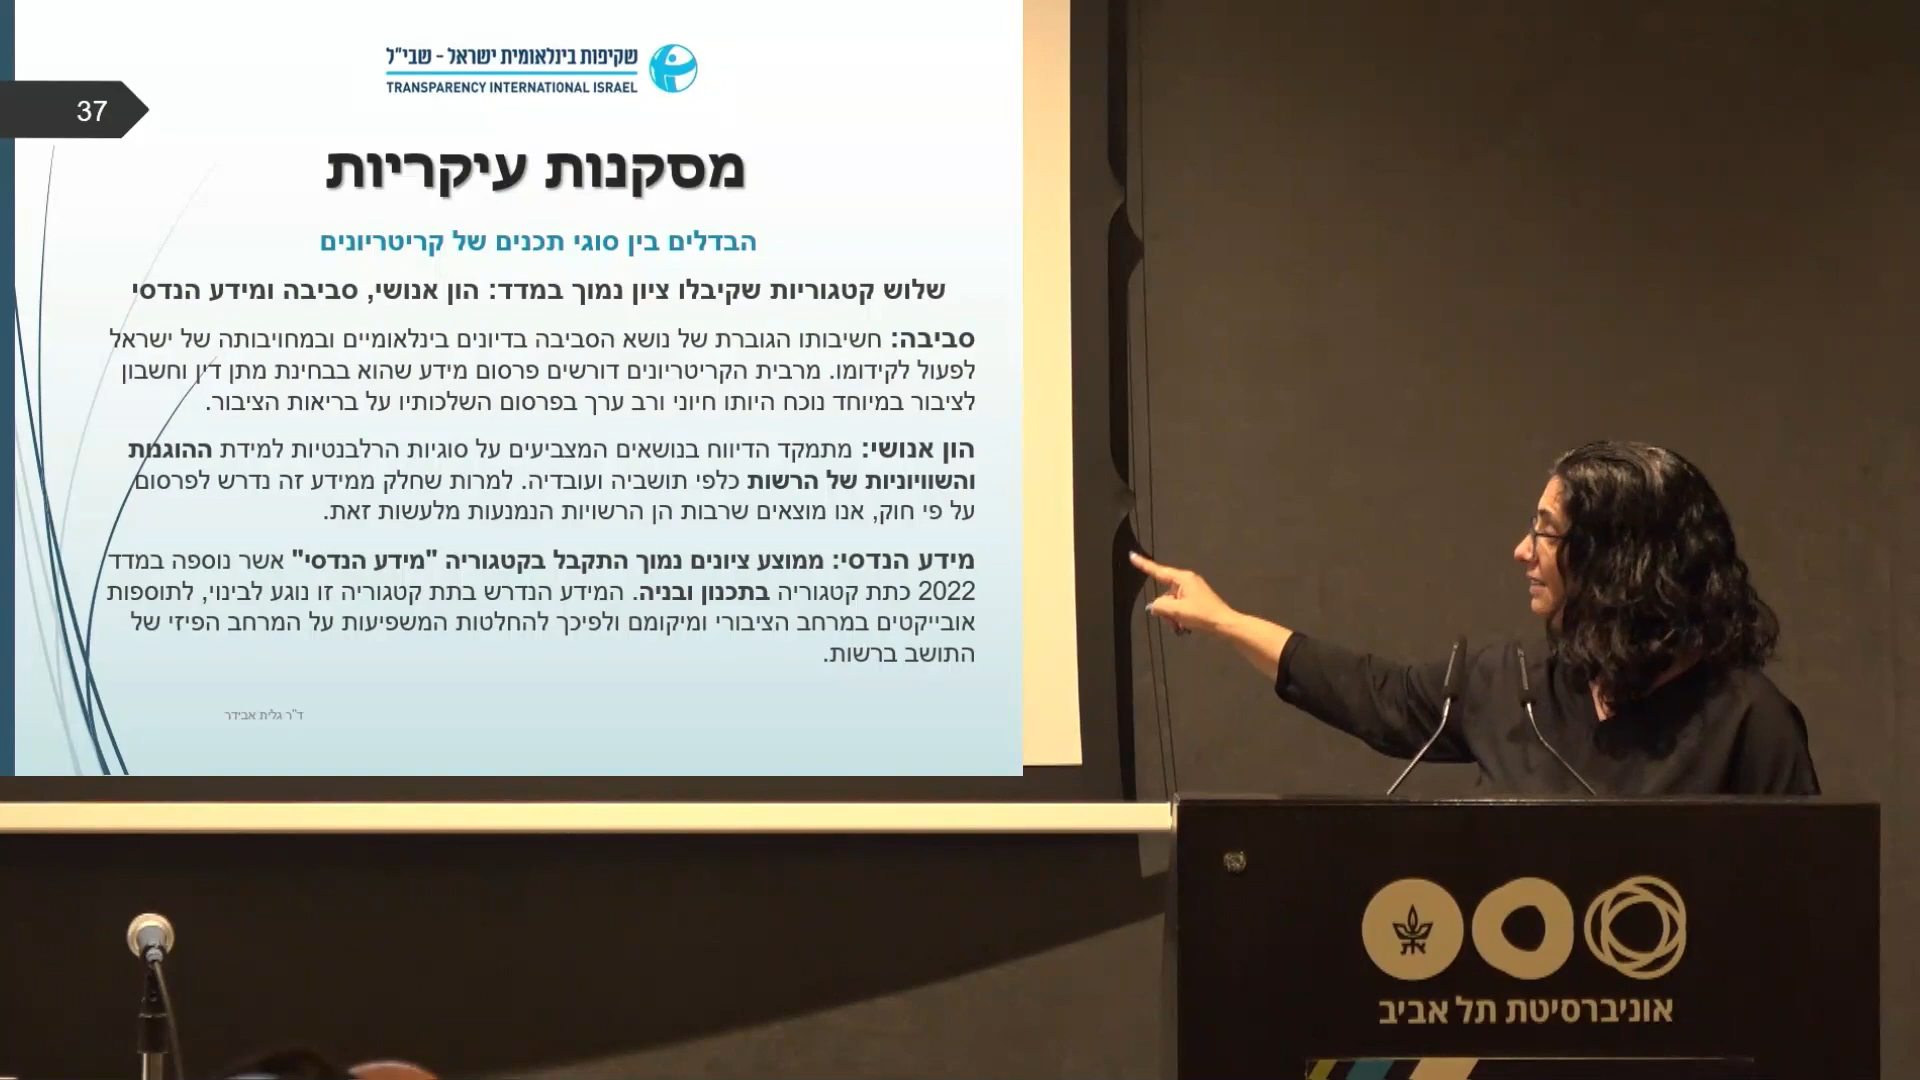 שקיפות בינלאומית ישראל - שבי"ל
TRANSPARENCY INTERNATIONAL ISRAEL
37
מסקנות עיקריות
הבדלים בין סוגי תכנים של קריטריונים
שלוש קטגוריות שקיבלו ציון נמוך במדד: הון אנושי, סביבה ומידע הנדסי
סביבה: חשיבותו הגוברת של נושא הסביבה בדיונים בינלאומיים ובמחויבותה של ישראל
לפעול לקידומו. מרבית הקריטריונים דורשים פרסום מידע שהוא בבחינת מתן דין וחשבון
לציבור במיוחד נוכח היותו חיוני ורב ערך בפרסום השלכותיו על בריאות הציבור.
הון אנושי: מתמקד הדיווח בנושאים המצביעים על סוגיות הרלבנטיות למידת ההוגנות
והשוויוניות של הרשות כלפי תושביה ועובדיה. למרות שחלק ממידע זה נדרש לפרסום
על פי חוק, אנו מוצאים שרבות הן הרשויות הנמנעות מלעשות זאת.
מידע הנדסי: ממוצע ציונים נמוך התקבל בקטגוריה "מידע הנדסי" אשר נוספה במדד
2022 כתת קטגוריה בתכנון ובניה. המידע הנדרש בתת קטגוריה זו נוגע לבינוי, לתוספות
אובייקטים במרחב הציבורי ומיקומם ולפיכך להחלטות המשפיעות על המרחב הפיזי של
התושב ברשות.
ד"ר גלית אבידר
אוניברסיטת תל אביב